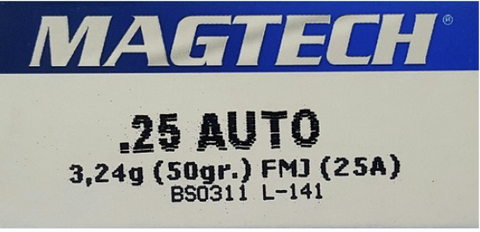 MAGTECH®
.25 AUTO
3,24g (50gr.) FMJ (25A)
BS0311 L-141